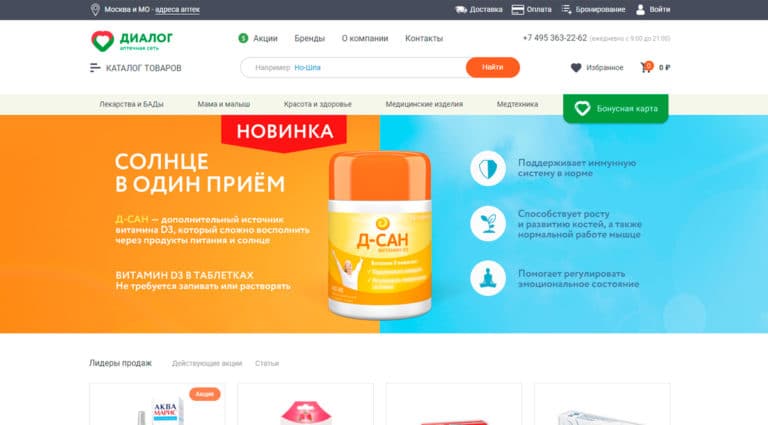 Москва и МО - адреса аптек
Доставка
Оплата
Бронирование
Войти
ДИАЛОГ
аптечная сеть
5 Акции
Бренды
О компании
Контакты
+7 495 363-22-62 (ежедневно с 9:00 до 21:00)
КАТАЛОГ ТОВАРОВ
Например: Но-Шпа
Найти
Избранное
0
0 ₽
Лекарства и БАДы
Мама и малыш
Красота и здоровье
Медицинские изделия
Медтехника
Бонусная карта
НОВИНКА
СОЛНЦЕ
В ОДИН ПРИЁМ
Д-САН — дополнительный источник
витамина D3, который сложно восполнить
через продукты питания и солнце
ВИТАМИН D3 В ТАБЛЕТКАХ
Не требуется запивать или растворять
Д-САН
ВИТАМИН D3
Поддерживает иммунную
систему в норме
Способствует росту
и развитию костей, а также
нормальной работе мышце
Помогает регулировать
эмоциональное состояние
Лидеры продаж
Действующие акции
Статьи
Акция
АКВА
МАРИС